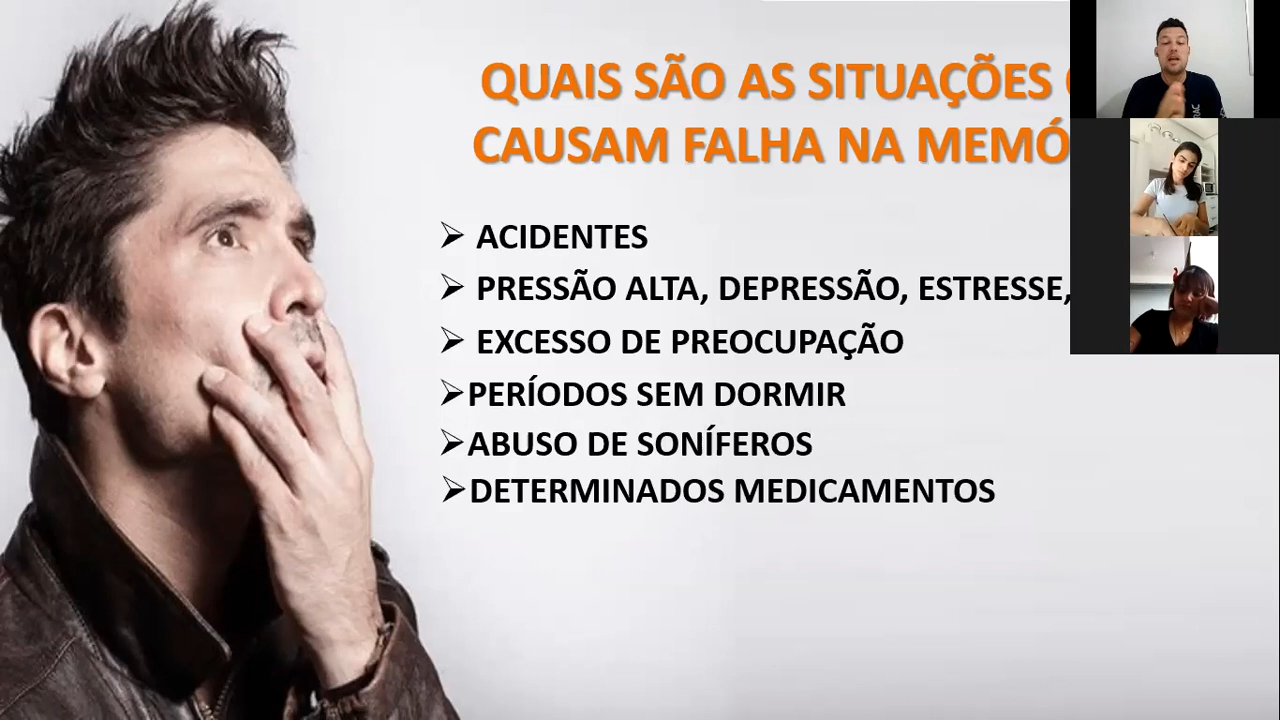 QUAIS SÃO AS SITUAÇÕES
CAUSAM FALHA NA MEMÓ
ACIDENTES
PRESSÃO ALTA, DEPRESSÃO, ESTRESSE,
EXCESSO DE PREOCUPAÇÃO
PERÍODOS SEM DORMIR
ABUSO DE SONÍFEROS
DETERMINADOS MEDICAMENTOS